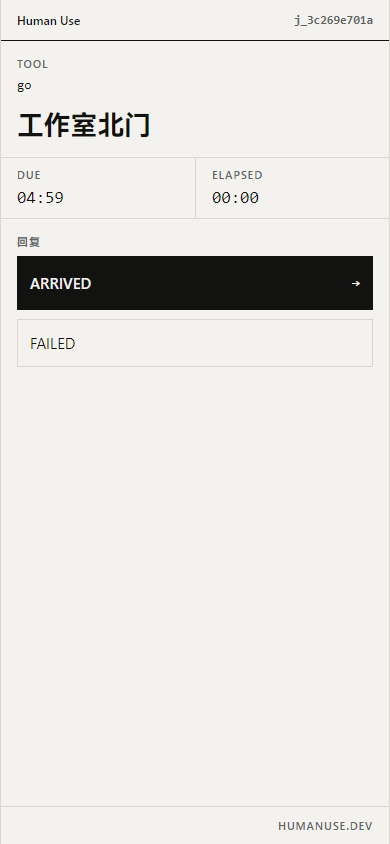 Human Use
j_3c269e701a
TOOL
go
工作室北门
DUE
04:59
ELAPSED
00:00
回复
ARRIVED →
FAILED
HUMANUSE.DEV